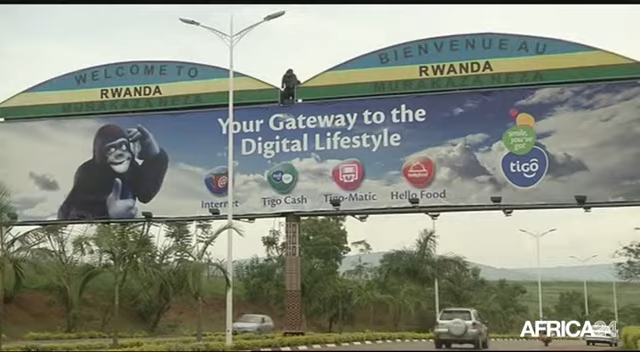 WELCOME TO
RWANDA
MURAKAZA NEZA
BIENVENUE AU
RWANDA
MURAKAZA NEZA
Your Gateway to the
Digital Lifestyle
smile,
you've
got
tigo
tigo
Internet
Tigo Cash
Tigo-Matic
Hello Food
AFRICA24